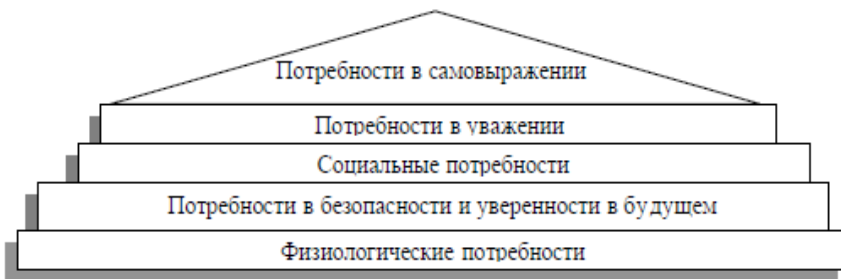 Потребности в самовыражении
Потребности в уважении
Социальные потребности
Потребности в безопасности и уверенности в будущем
Физиологические потребности